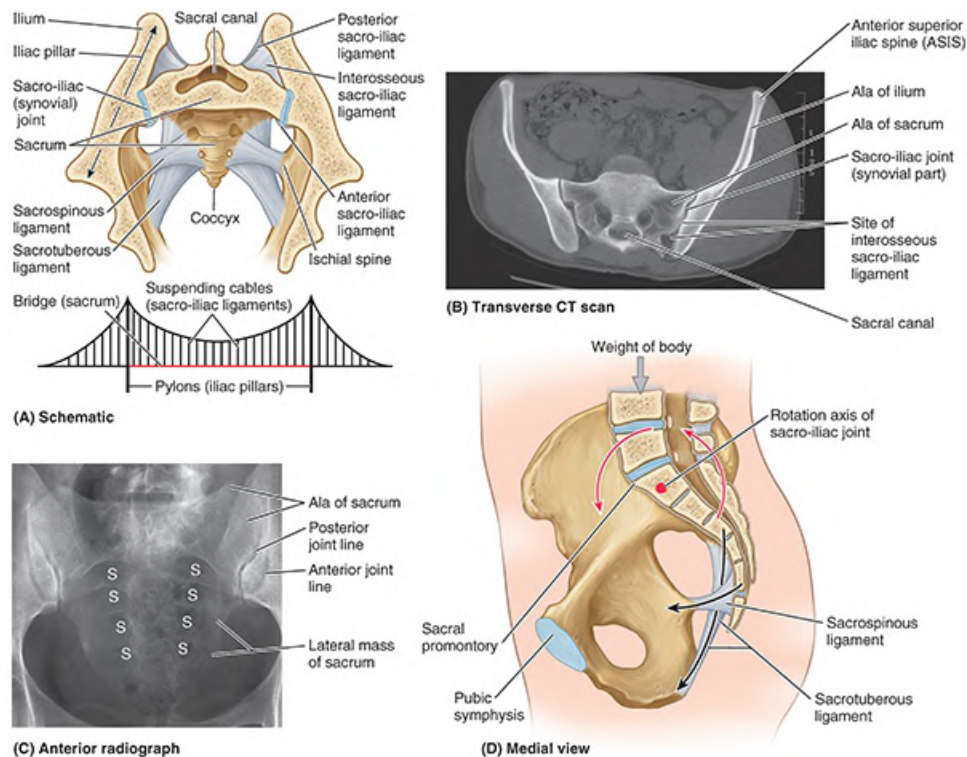 Ilium
Iliac pillar
Sacro-iliac
(synovial)
joint
Sacrum
Sacrospinous
ligament
Sacrotuberous
ligament
Sacral canal
Coccyx
Posterior
sacro-iliac
ligament
Interosseous
sacro-iliac
ligament
Anterior
sacro-iliac
ligament
Ischial spine
Bridge (sacrum)
Suspending cables
(sacro-iliac ligaments)
Pylons (iliac pillars)
(A) Schematic
Anterior superior
iliac spine (ASIS)
Ala of ilium
Ala of sacrum
Sacro-iliac joint
(synovial part)
Site of
interosseous
sacro-iliac
ligament
Sacral canal
(B) Transverse CT scan
S S
S S
S S
S S
Ala of sacrum
Posterior
joint line
Anterior joint
line
Lateral mass
of sacrum
(C) Anterior radiograph
Weight of body
Rotation axis of
sacro-iliac joint
Sacral
promontory
Pubic
symphysis
Sacrospinous
ligament
Sacrotuberous
ligament
(D) Medial view